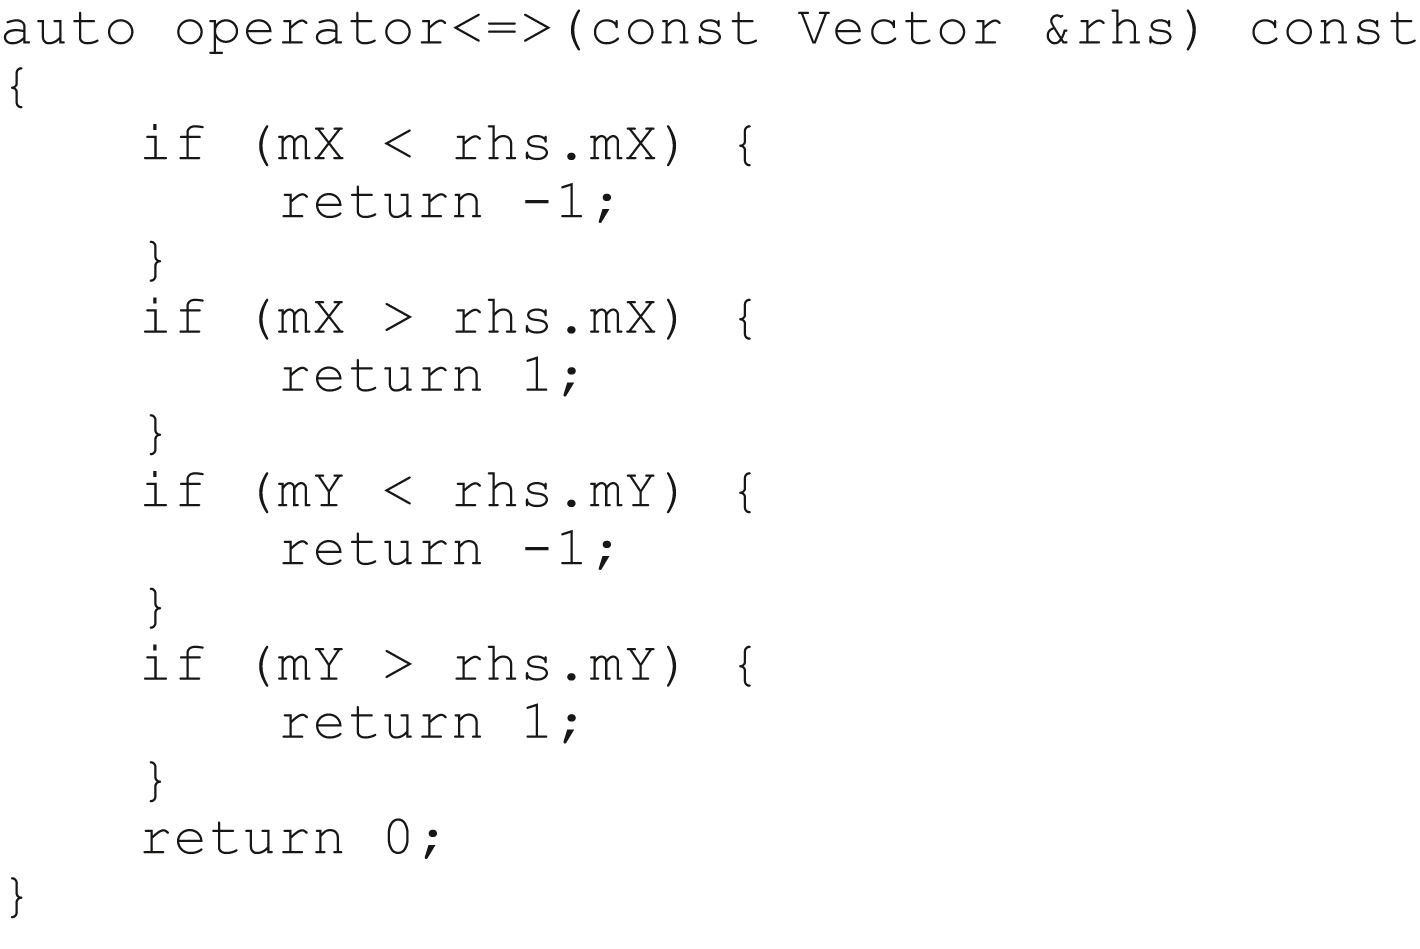 auto operator<=>(const Vector &rhs) const
{
    if (mX < rhs.mX) {
        return -1;
    }
    if (mX > rhs.mX) {
        return 1;
    }
    if (mY < rhs.mY) {
        return -1;
    }
    if (mY > rhs.mY) {
        return 1;
    }
    return 0;
}